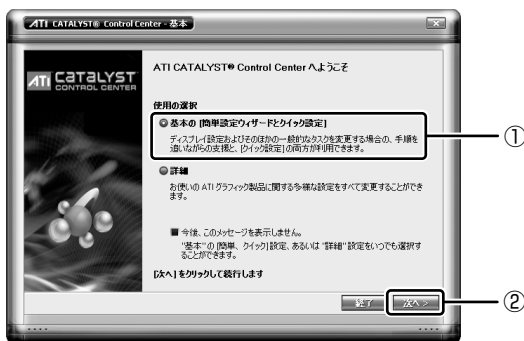 ATI CATALYST® Control Center - 基本
ATI CATALYST
CONTROL CENTER
ATI CATALYST® Control Center へようこそ
使用の選択
基本の [簡単設定ウィザードとクイック設定]
ディスプレイ設定およびそのほかの一般的なタスクを変更する場合の、手順を
追いながらの支援と、[クイック設定] の両方が利用できます。
①
詳細
お使いの ATI グラフィック製品に関する多様な設定をすべて変更することができ
ます。
今後、このメッセージを表示しません。
"基本" の [簡単、クイック] 設定、あるいは "詳細" 設定をいつでも選択す
ることができます。
[次へ] をクリックして続行します
終了
次へ >
②